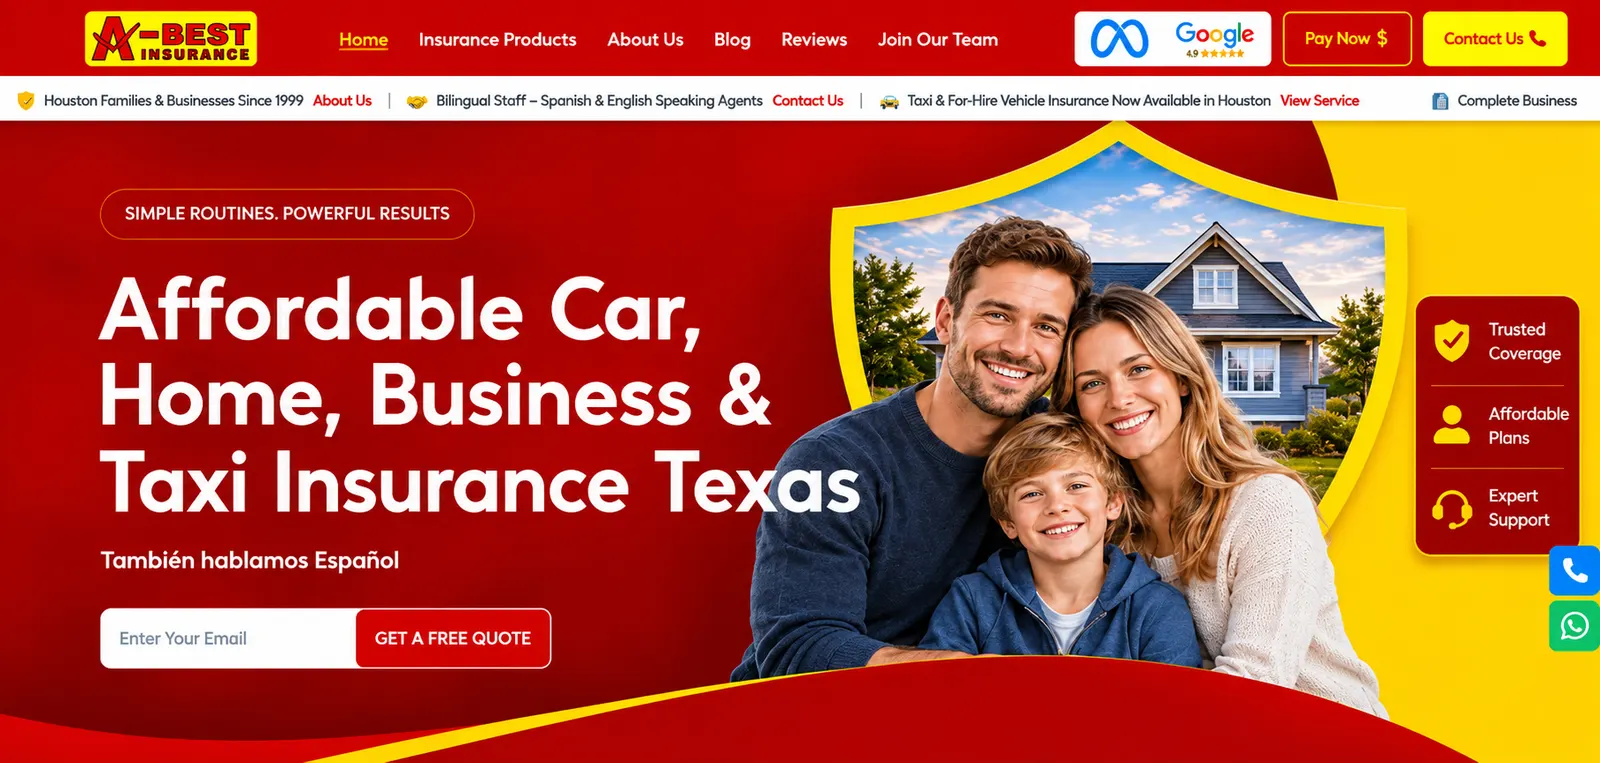 A-BEST
INSURANCE
Home
Insurance Products
About Us
Blog
Reviews
Join Our Team
Google
4.9
Pay Now $
Contact Us
Houston Families & Businesses Since 1999 About Us | Bilingual Staff – Spanish & English Speaking Agents Contact Us | Taxi & For-Hire Vehicle Insurance Now Available in Houston View Service
Complete Business
SIMPLE ROUTINES. POWERFUL RESULTS
Affordable Car,
Home, Business &
Taxi Insurance Texas
También hablamos Español
Enter Your Email
GET A FREE QUOTE
Trusted
Coverage
Affordable
Plans
Expert
Support